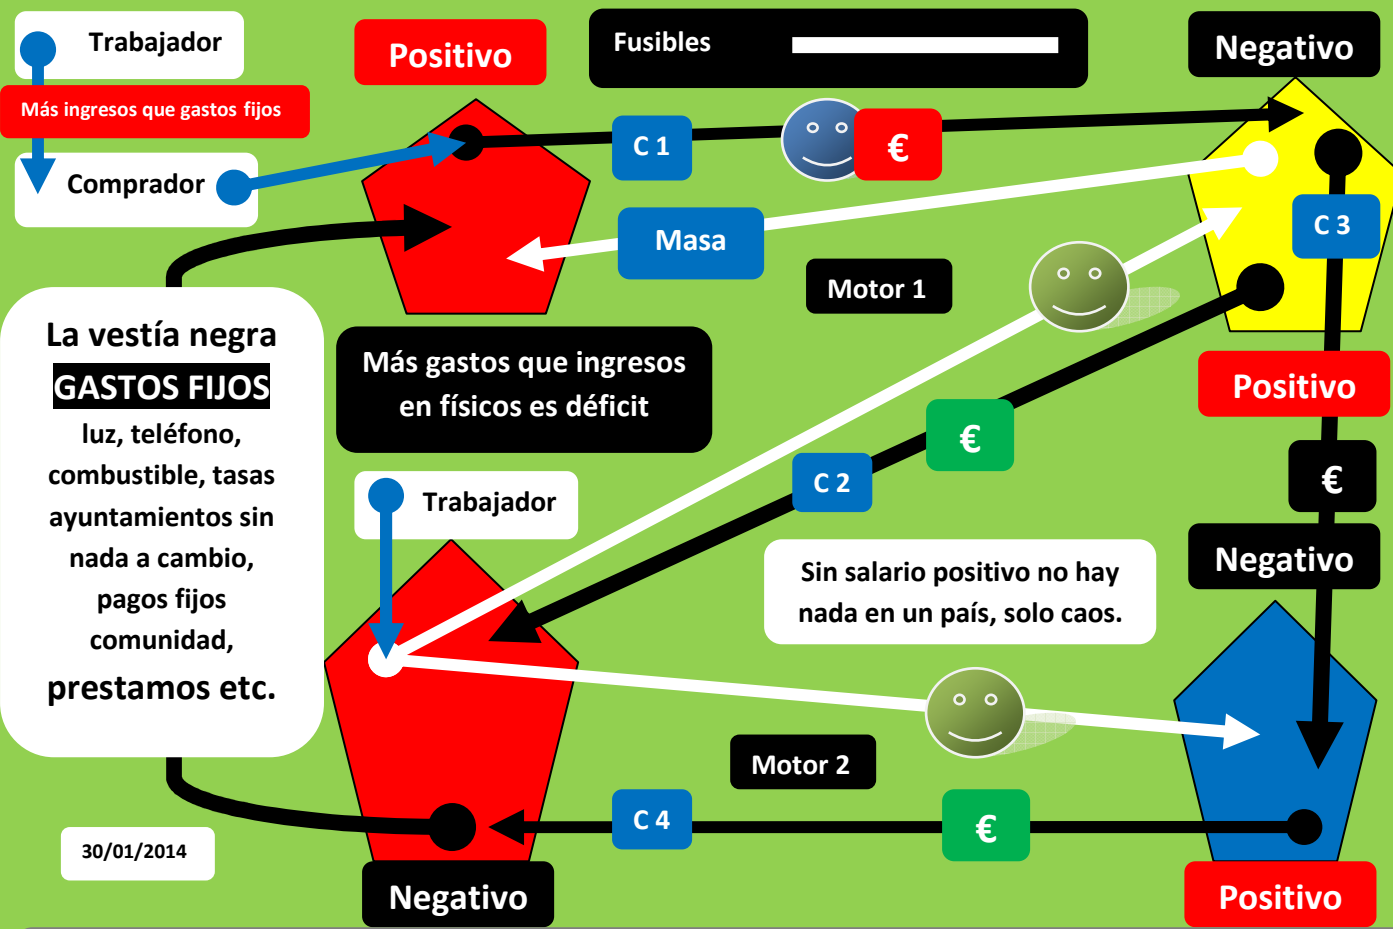 Trabajador
Positivo
Fusibles
Negativo
Más ingresos que gastos fijos
C 1
€
Comprador
Masa
C 3
Motor 1
La vestía negra
GASTOS FIJOS
luz, teléfono,
combustible, tasas
ayuntamientos sin
nada a cambio,
pagos fijos
comunidad,
prestamos etc.
Más gastos que ingresos
en físicos es déficit
Positivo
€
C 2
€
Trabajador
Negativo
Sin salario positivo no hay
nada en un país, solo caos.
Motor 2
C 4
€
30/01/2014
Negativo
Positivo